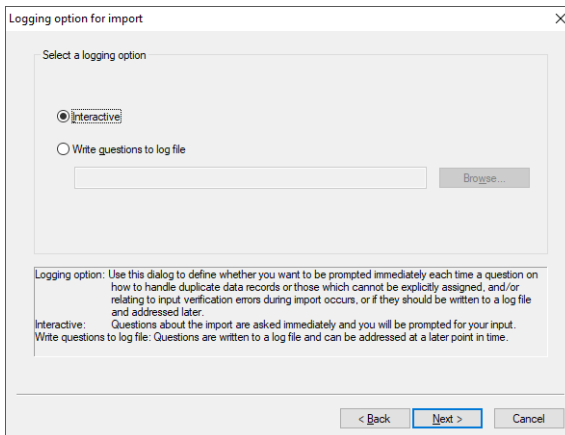 Logging option for import
Select a logging option
Interactive
Write questions to log file
Browse...
Logging option: Use this dialog to define whether you want to be prompted immediately each time a question on
how to handle duplicate data records or those which cannot be explicitly assigned, and/or
relating to input verification errors during import occurs, or if they should be written to a log file
and addressed later.
Interactive: Questions about the import are asked immediately and you will be prompted for your input.
Write questions to log file: Questions are written to a log file and can be addressed at a later point in time.
< Back Next > Cancel